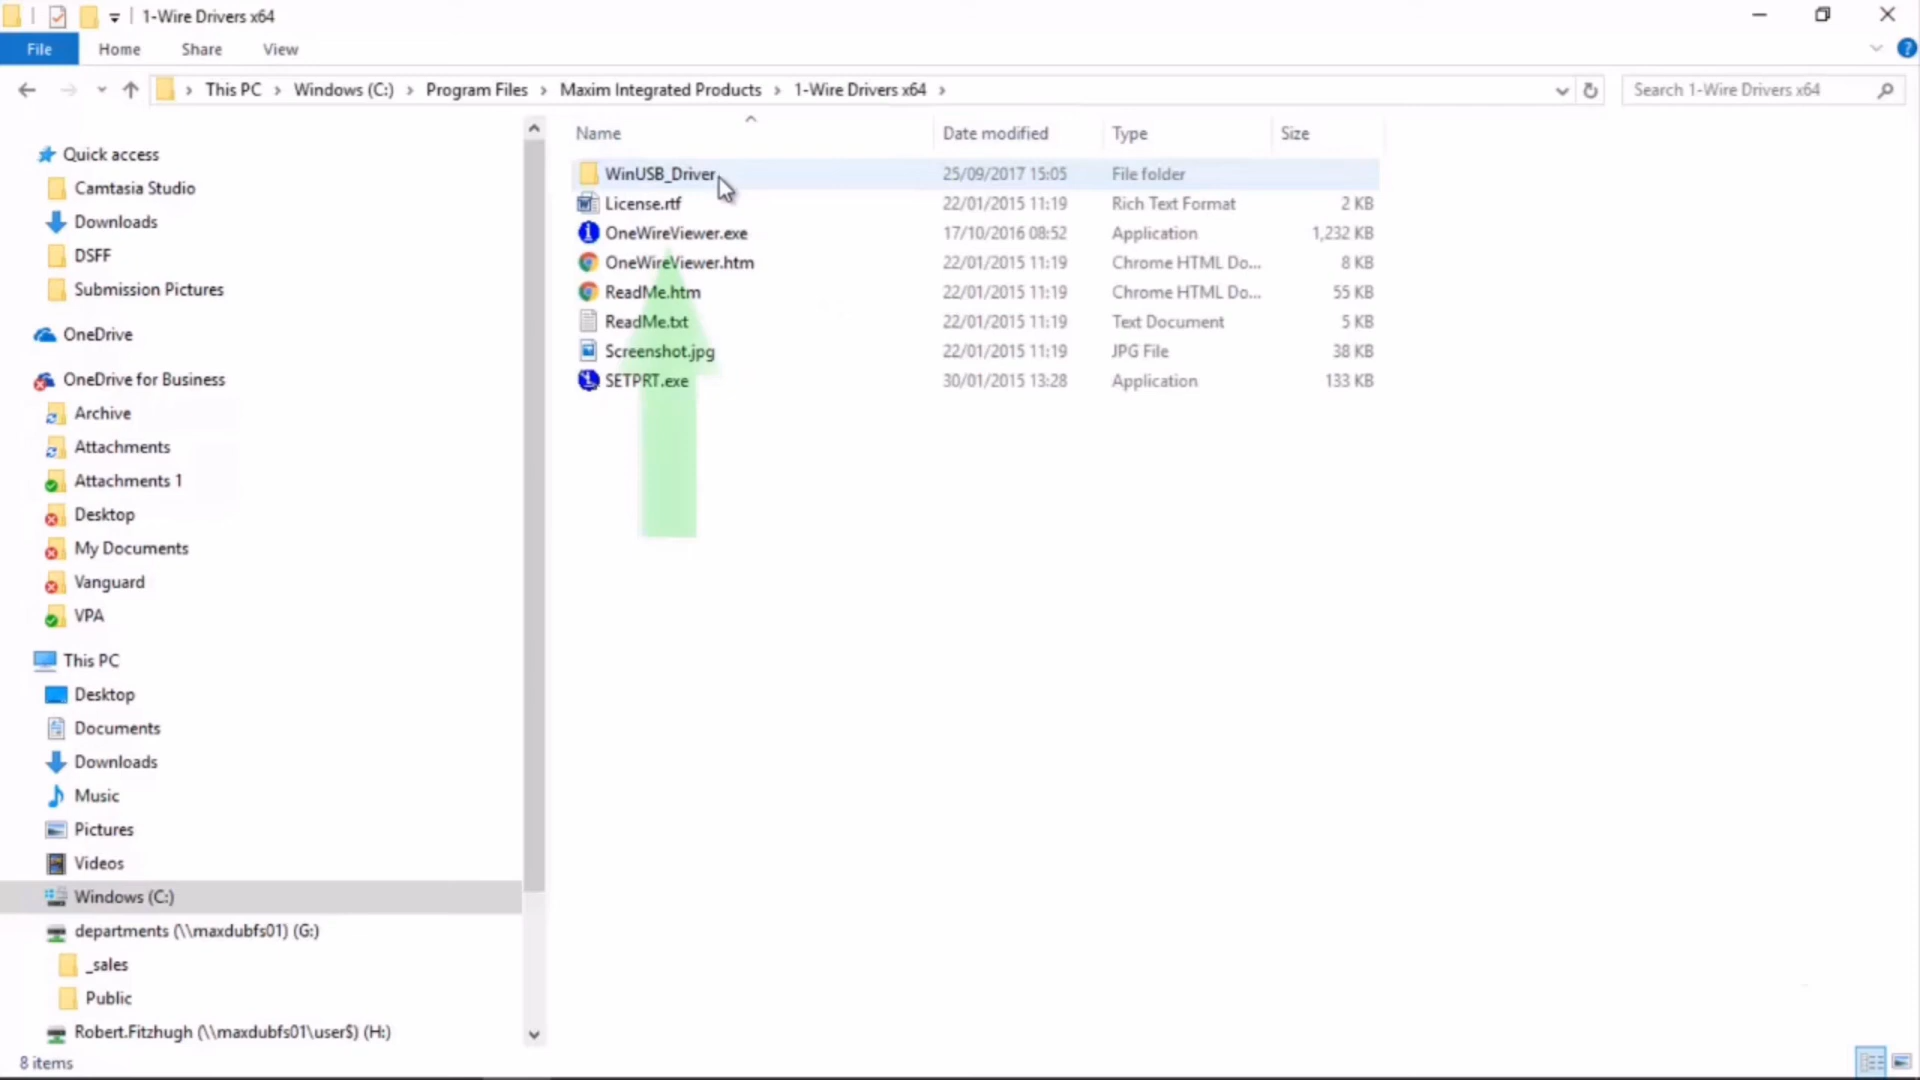 1-Wire Drivers x64
File Home Share View
This PC Windows (C:) Program Files Maxim Integrated Products 1-Wire Drivers x64 Search 1-Wire Drivers x64
Name Date modified Type Size
WinUSB_Driver 25/09/2017 15:05 File folder
License.rtf 22/01/2015 11:19 Rich Text Format 2 KB
OneWireViewer.exe 17/10/2016 08:52 Application 1,232 KB
OneWireViewer.htm 22/01/2015 11:19 Chrome HTML Do... 8 KB
ReadMe.htm 22/01/2015 11:19 Chrome HTML Do... 55 KB
ReadMe.txt 22/01/2015 11:19 Text Document 5 KB
Screenshot.jpg 22/01/2015 11:19 JPG File 38 KB
SETPRT.exe 30/01/2015 13:28 Application 133 KB
Quick access
Camtasia Studio
Downloads
DSFF
Submission Pictures
OneDrive
OneDrive for Business
Archive
Attachments
Attachments 1
Desktop
My Documents
Vanguard
VPA
This PC
Desktop
Documents
Downloads
Music
Pictures
Videos
Windows (C:)
departments (\\maxdubfs01) (G:)
_sales
Public
Robert.Fitzhugh (\\maxdubfs01\user$) (H:)
8 items